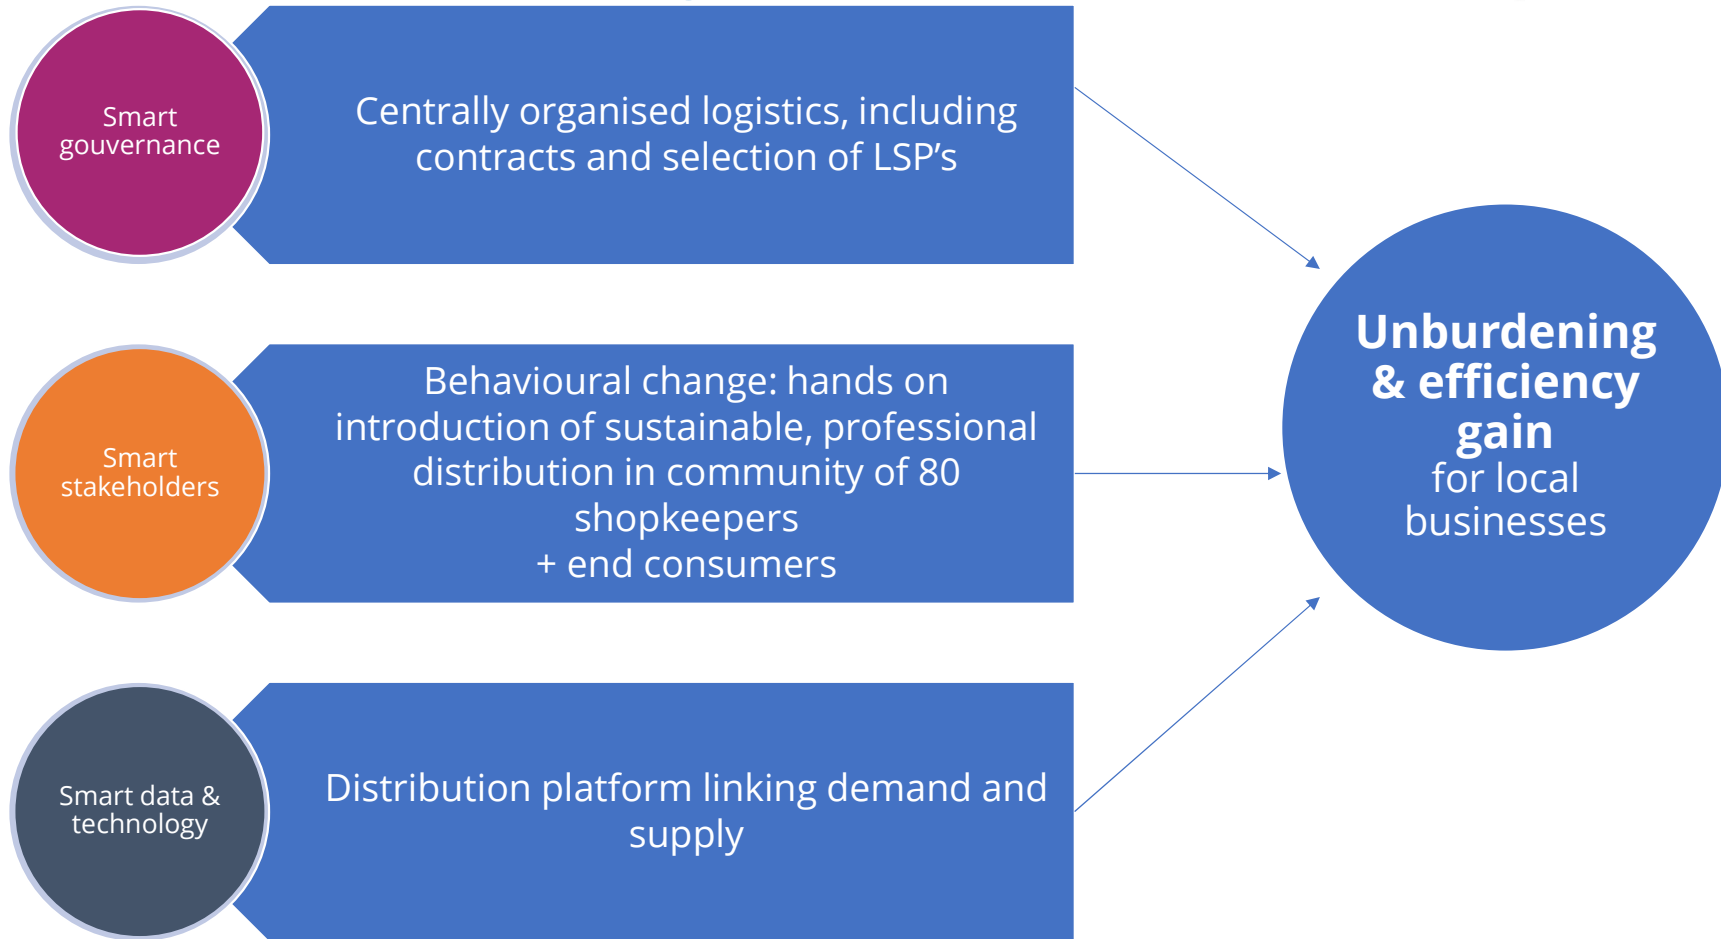 Smart
gouvernance
Centrally organised logistics, including
contracts and selection of LSP's
Smart
stakeholders
Behavioural change: hands on
introduction of sustainable, professional
distribution in community of 80
shopkeepers
+ end consumers
Smart data &
technology
Distribution platform linking demand and
supply
Unburdening
& efficiency
gain
for local
businesses